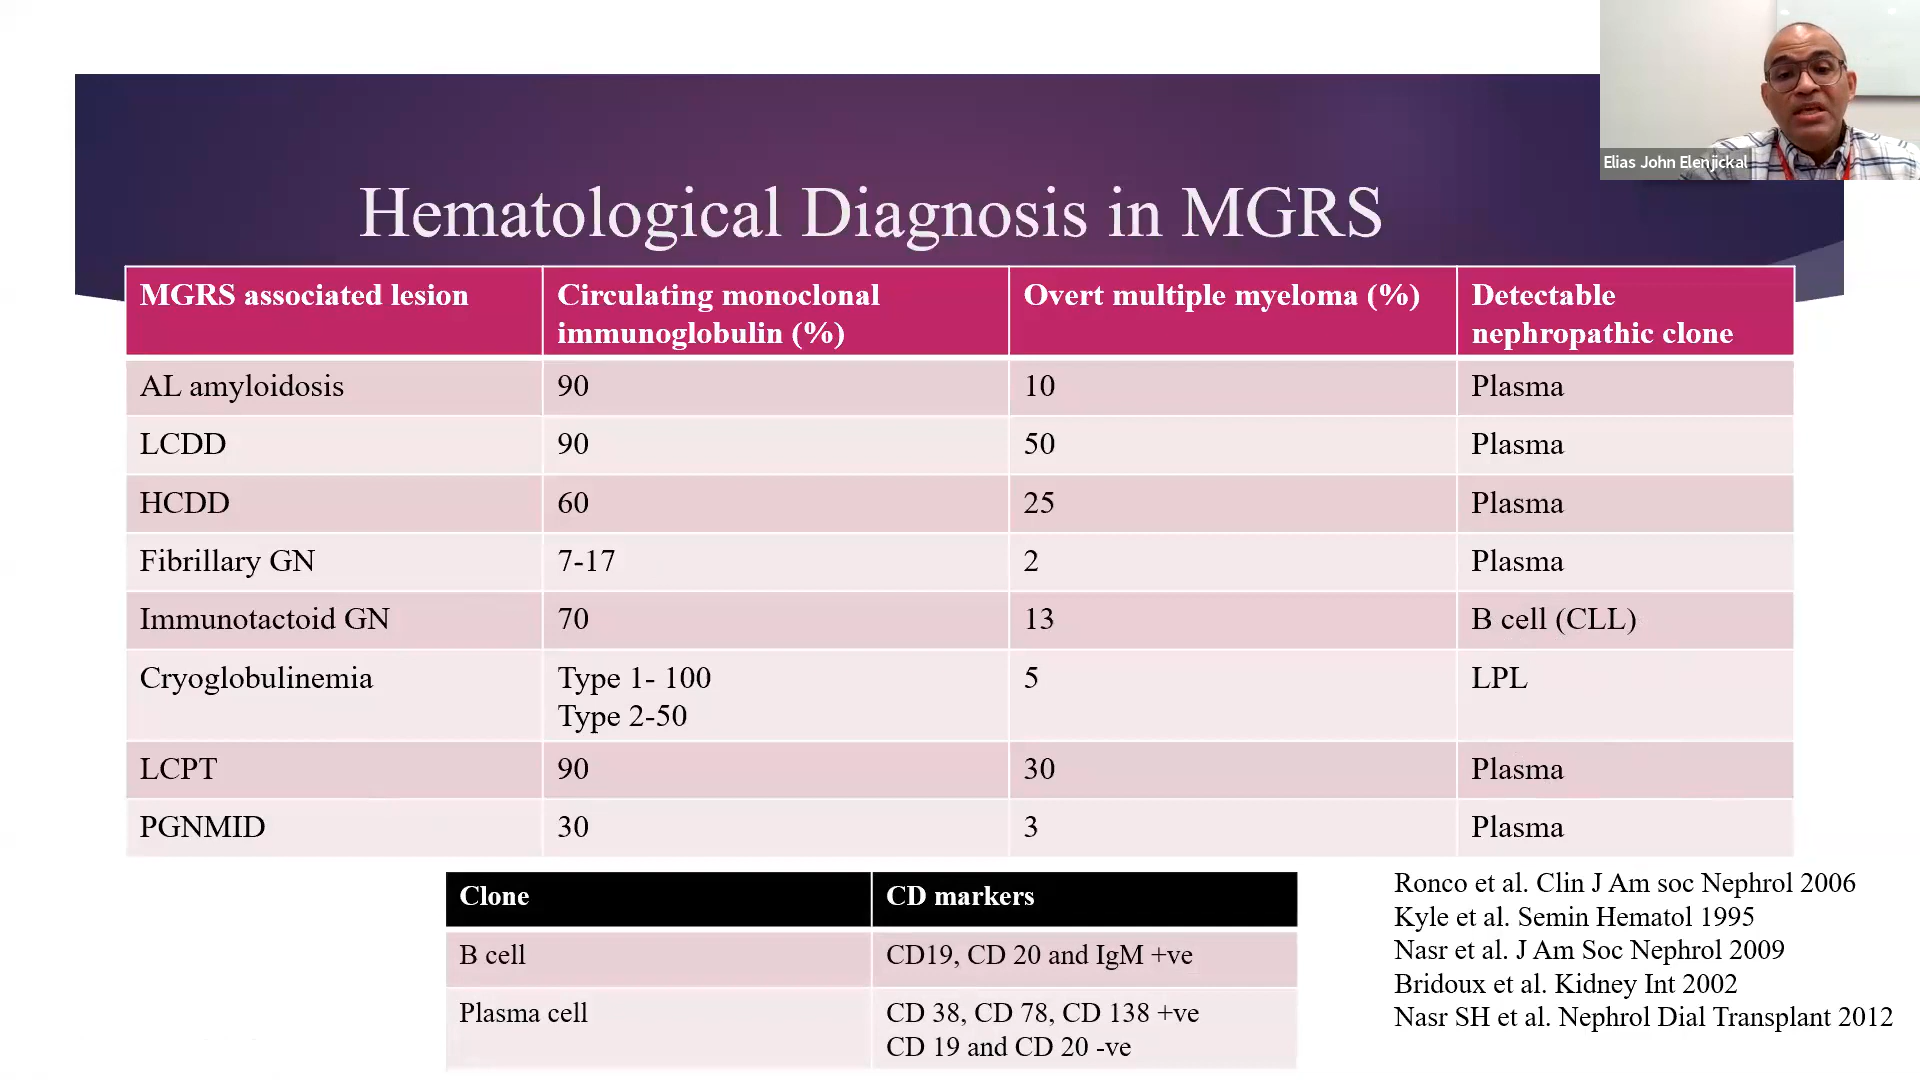 Elias John Elenjickal
Hematological Diagnosis in MGRS
MGRS associated lesion
Circulating monoclonal
immunoglobulin (%)
Overt multiple myeloma (%)
Detectable
nephropathic clone
AL amyloidosis 90 10 Plasma
LCDD 90 50 Plasma
HCDD 60 25 Plasma
Fibrillary GN 7-17 2 Plasma
Immunotactoid GN 70 13 B cell (CLL)
Cryoglobulinemia Type 1- 100 5 LPL
Type 2-50
LCPT 90 30 Plasma
PGNMID 30 3 Plasma
Clone CD markers
B cell CD19, CD 20 and IgM +ve
Plasma cell CD 38, CD 78, CD 138 +ve
CD 19 and CD 20 -ve
Ronco et al. Clin J Am soc Nephrol 2006
Kyle et al. Semin Hematol 1995
Nasr et al. J Am Soc Nephrol 2009
Bridoux et al. Kidney Int 2002
Nasr SH et al. Nephrol Dial Transplant 2012